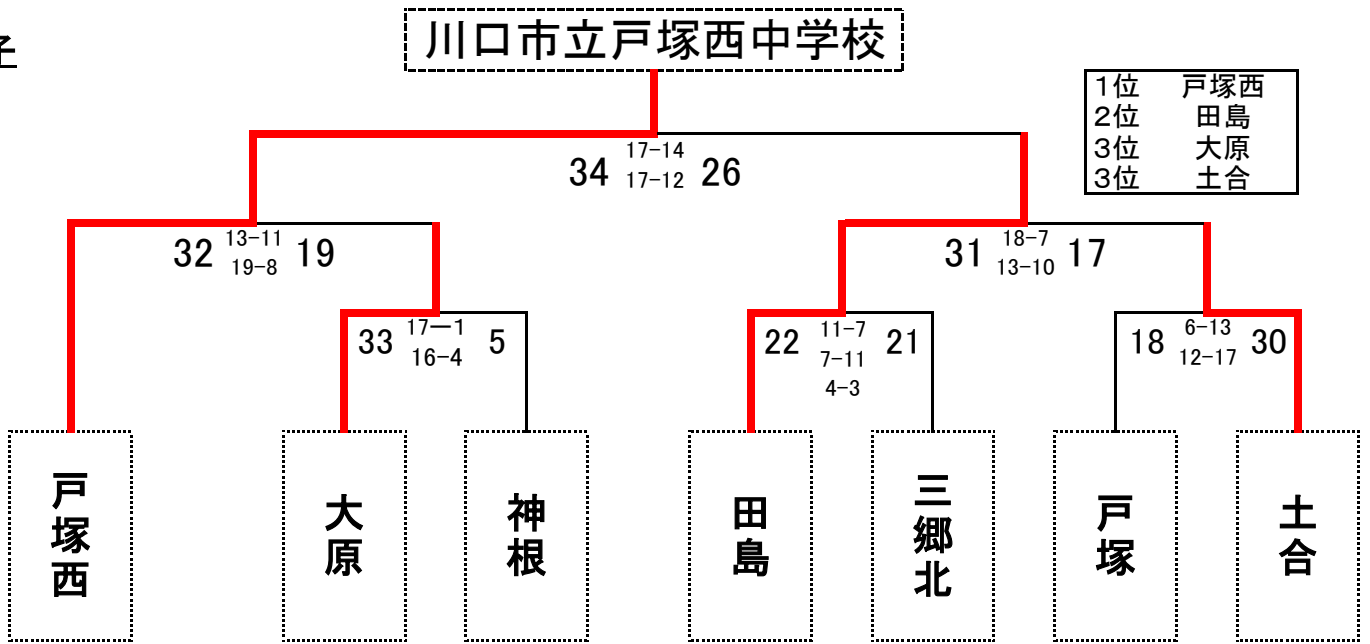 子
川口市立戸塚西中学校
1位 戸塚西
2位 田島
3位 大原
3位 土合
34 17-14 26
17-12
32 13-11 19
19-8
31 18-7 17
13-10
33 17ー1 5
16-4
22 11-7 21
7-11
4-3
18 6-13 30
12-17
戸塚西
大原
神根
田島
三郷北
戸塚
土合